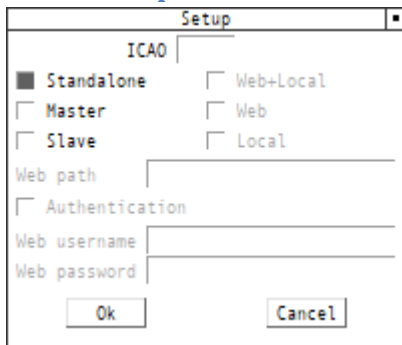 Setup
ICAO
Standalone Web+Local
Master Web
Slave Local
Web path
Authentication
Web username
Web password
Ok Cancel